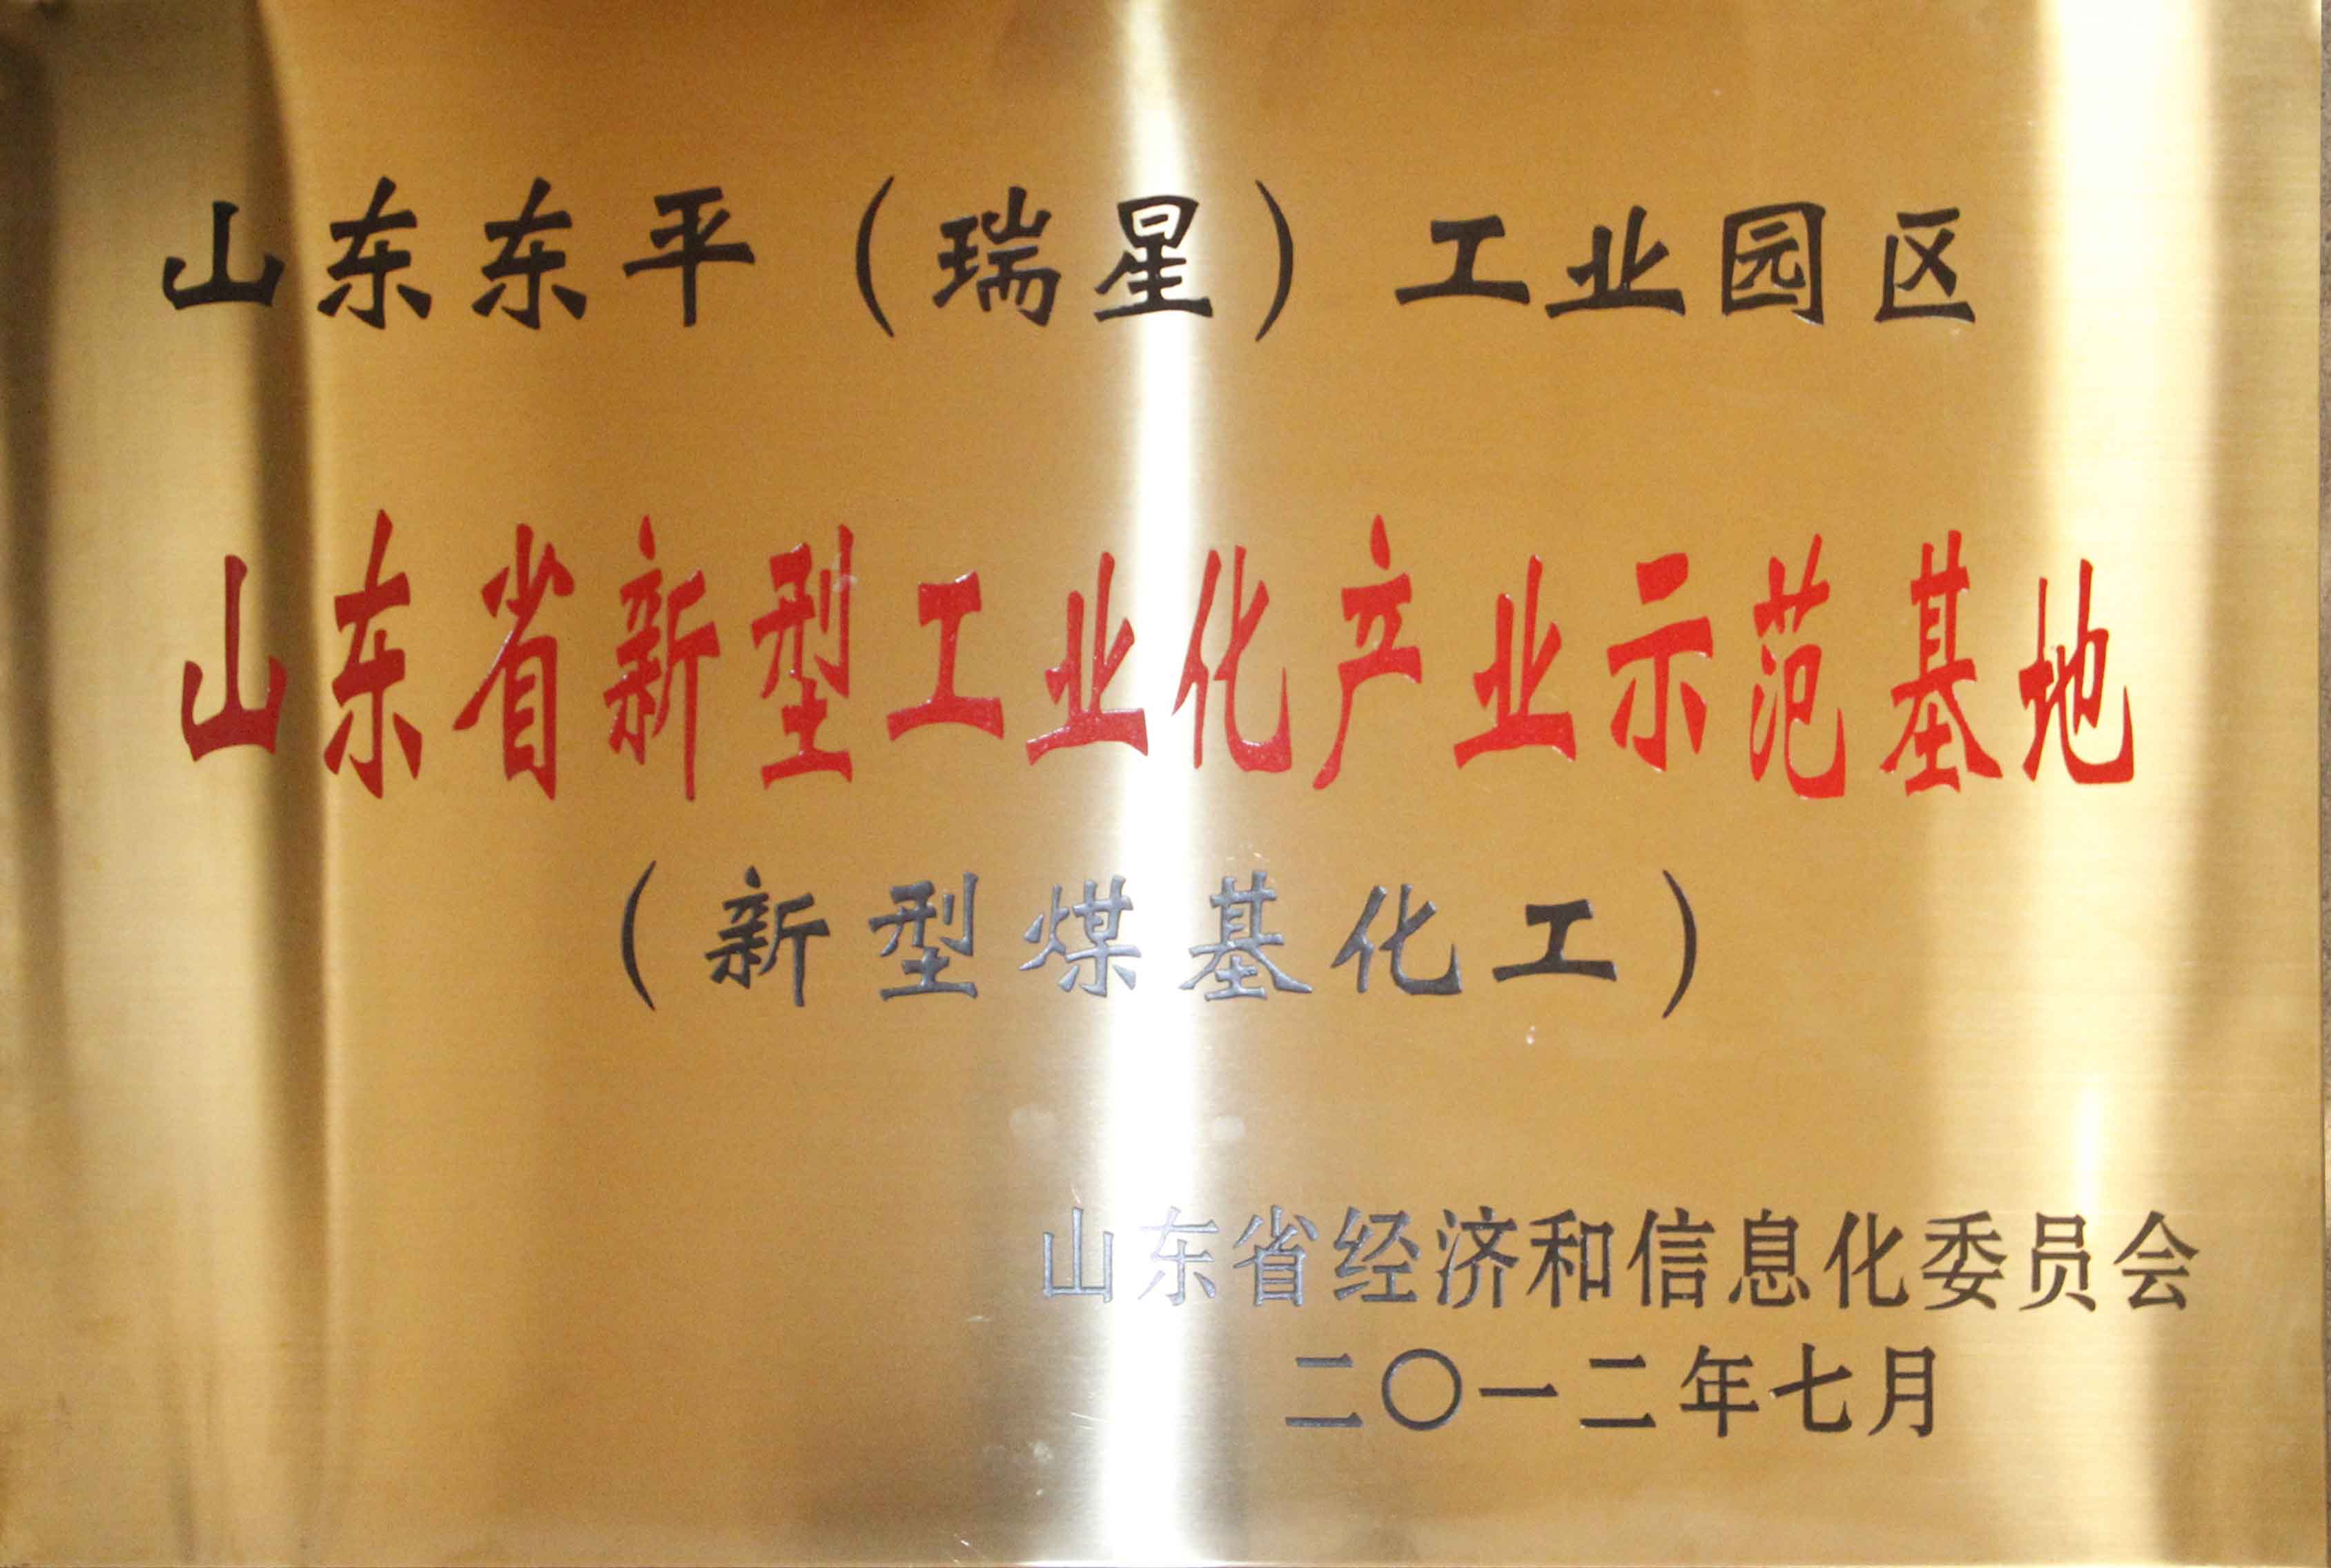 山东东平（瑞星）工业园区
山东省新型工业化产业示范基地
（新型煤基化工）
山东省经济和信息化委员会
二〇一二年七月